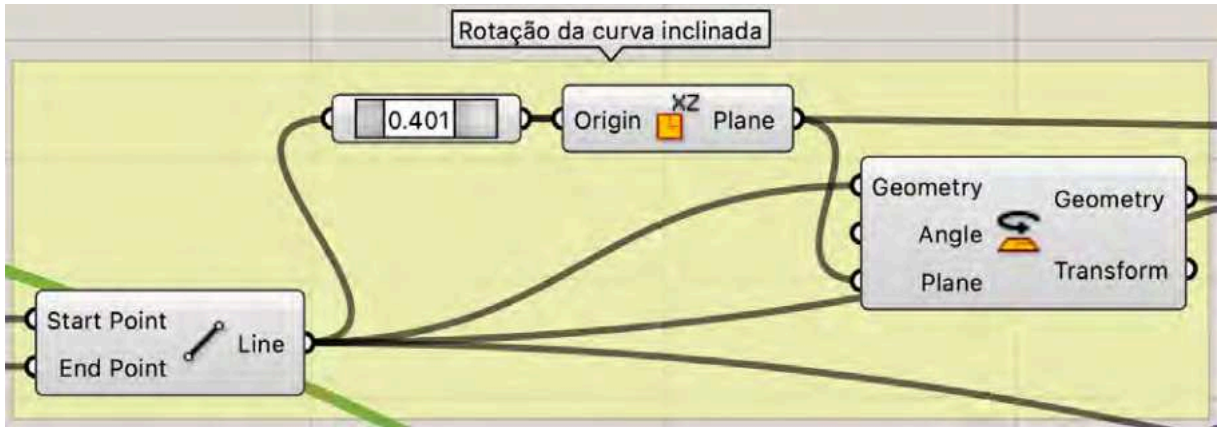 Rotação da curva inclinada
0.401
Origin XZ Plane
Geometry Geometry
Angle
Transform
Plane
Start Point
Line
End Point